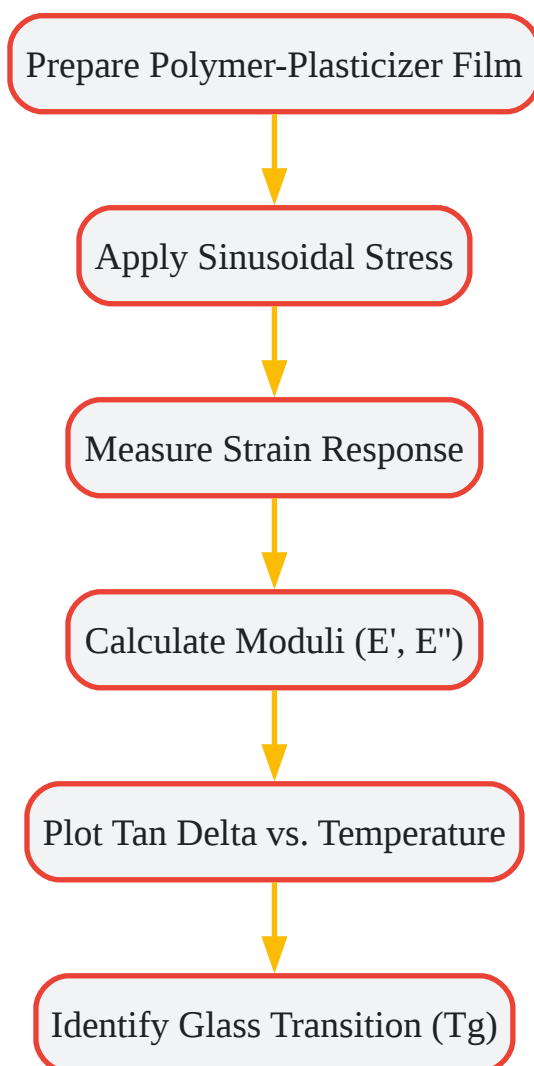 Prepare Polymer-Plasticizer Film
Apply Sinusoidal Stress
Measure Strain Response
Calculate Moduli (E', E'')
Plot Tan Delta vs. Temperature
Identify Glass Transition (Tg)